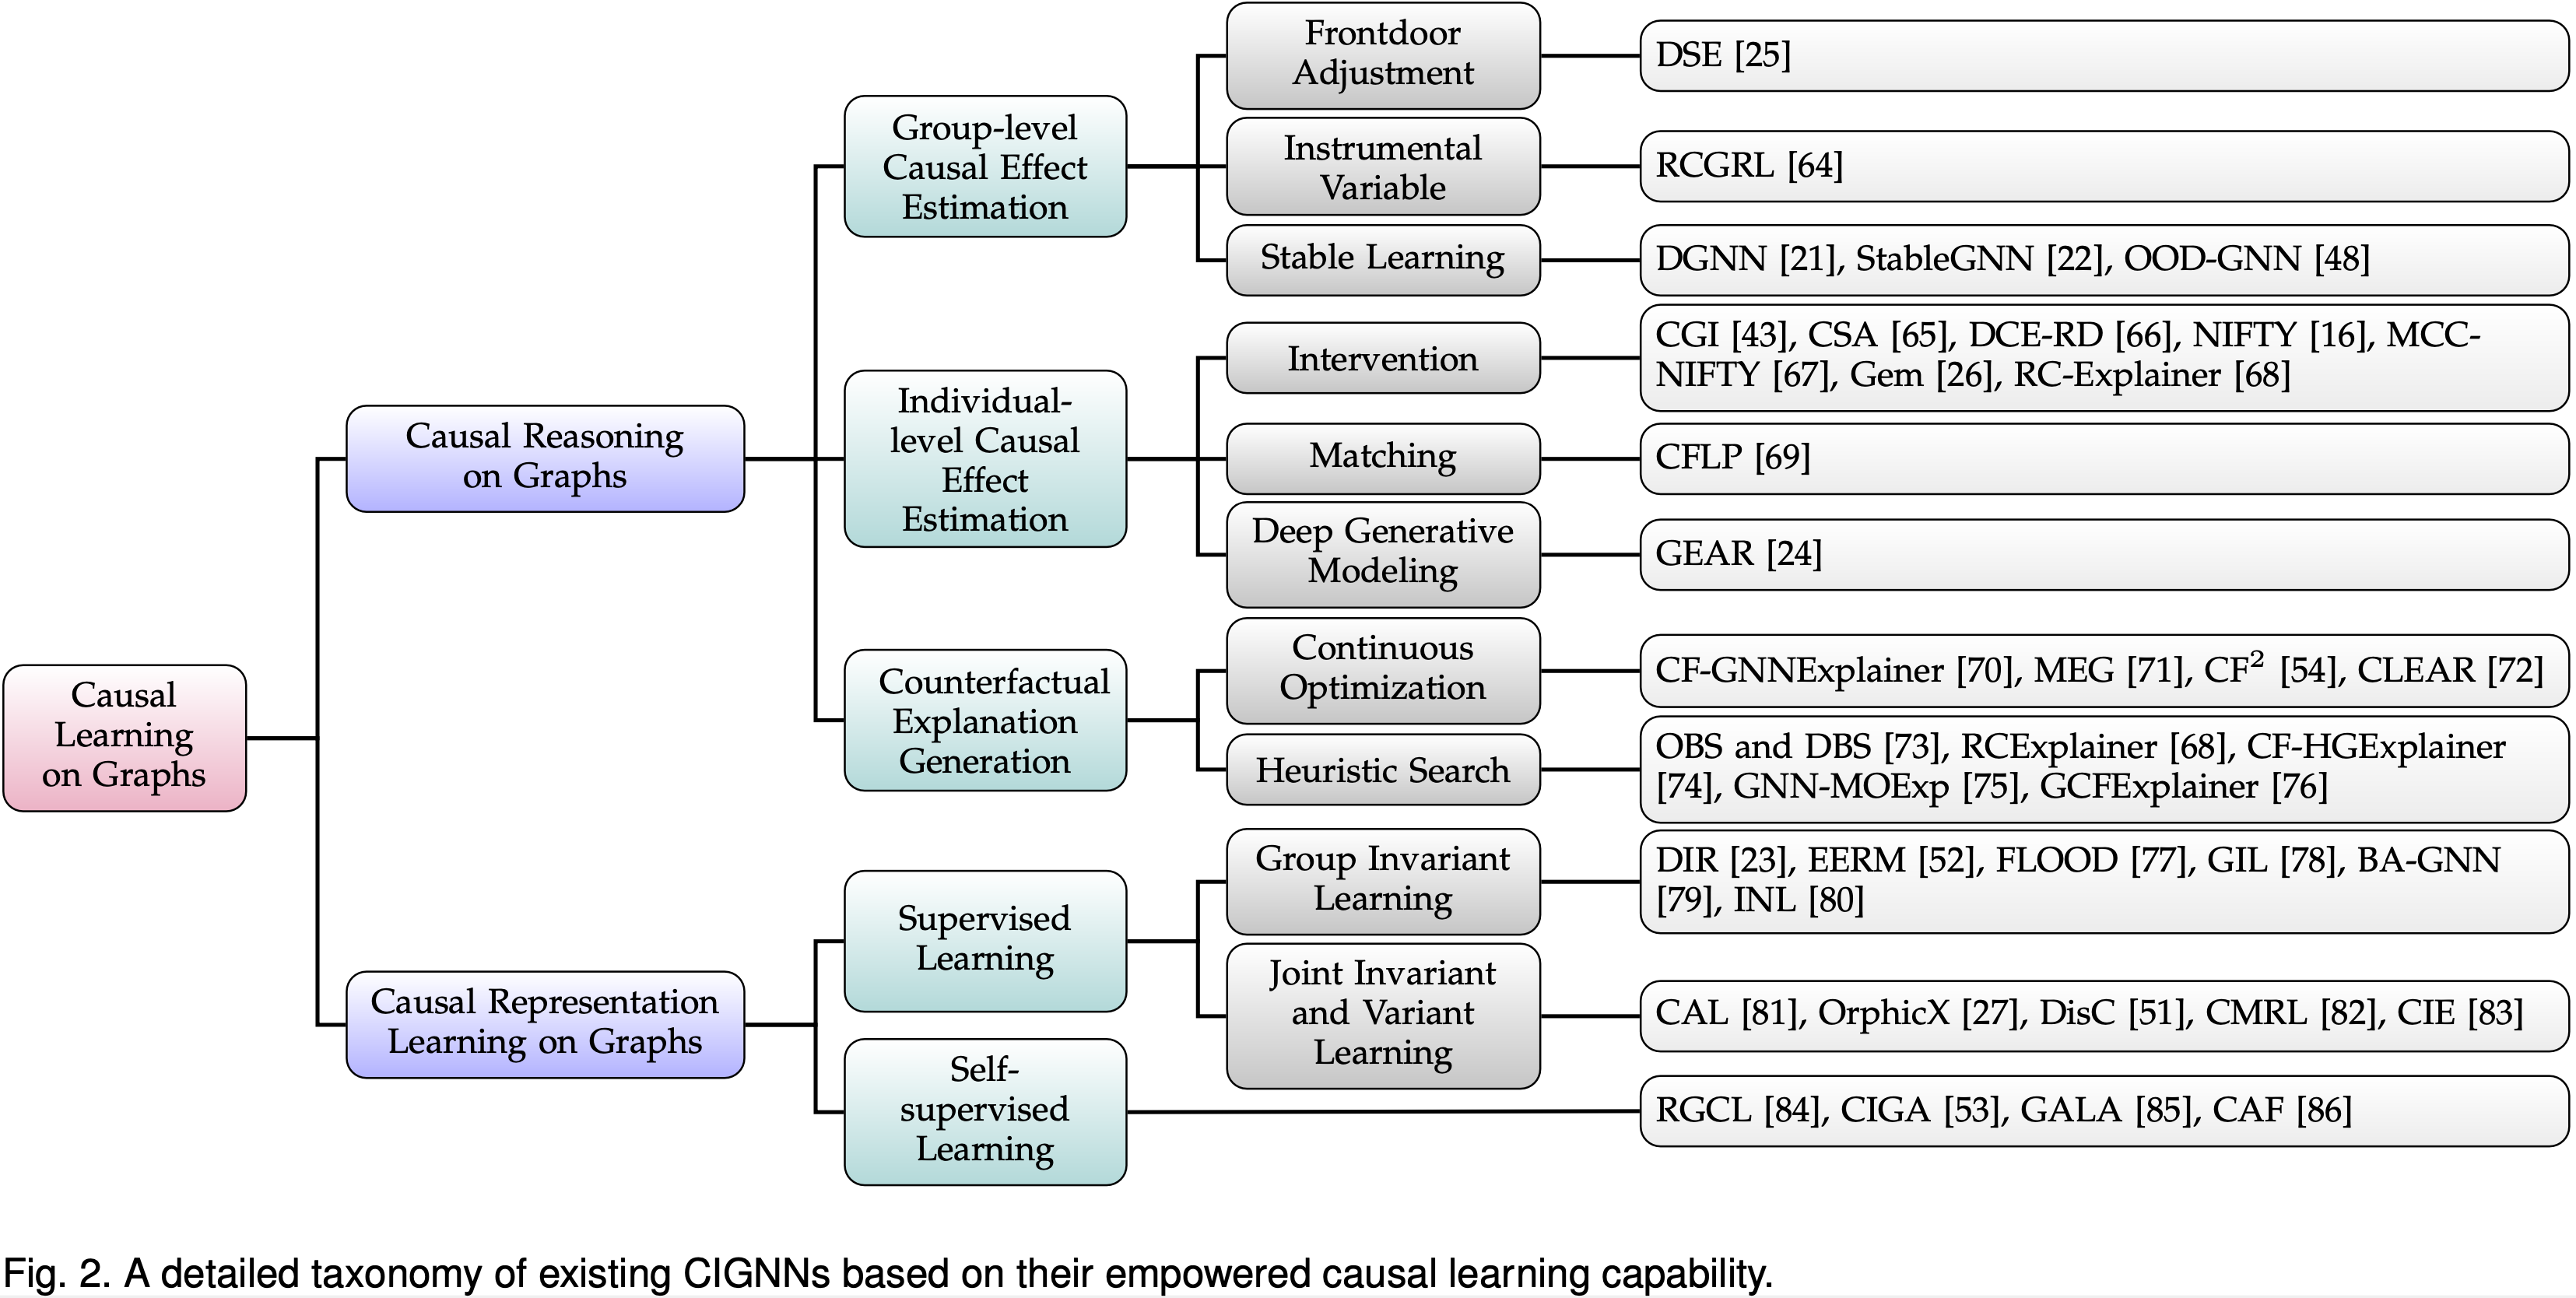 Frontdoor
Adjustment
DSE [25]
Group-level
Causal Effect
Estimation
Instrumental
Variable
RCGRL [64]
Stable Learning
DGNN [21], StableGNN [22], OOD-GNN [48]
Intervention
CGI [43], CSA [65], DCE-RD [66], NIFTY [16], MCC-
NIFTY [67], Gem [26], RC-Explainer [68]
Causal Reasoning
on Graphs
Individual-
level Causal
Effect
Estimation
Matching
CFLP [69]
Deep Generative
Modeling
GEAR [24]
Continuous
Optimization
CF-GNNExplainer [70], MEG [71], CF² [54], CLEAR [72]
Counterfactual
Explanation
Generation
Heuristic Search
OBS and DBS [73], RCExplainer [68], CF-HGExplainer
[74], GNN-MOExp [75], GCFExplainer [76]
Causal
Learning
on Graphs
Group Invariant
Learning
DIR [23], EERM [52], FLOOD [77], GIL [78], BA-GNN
[79], INL [80]
Supervised
Learning
Joint Invariant
and Variant
Learning
CAL [81], OrphicX [27], DisC [51], CMRL [82], CIE [83]
Causal Representation
Learning on Graphs
Self-
supervised
Learning
RGCL [84], CIGA [53], GALA [85], CAF [86]
Fig. 2. A detailed taxonomy of existing CIGNNs based on their empowered causal learning capability.